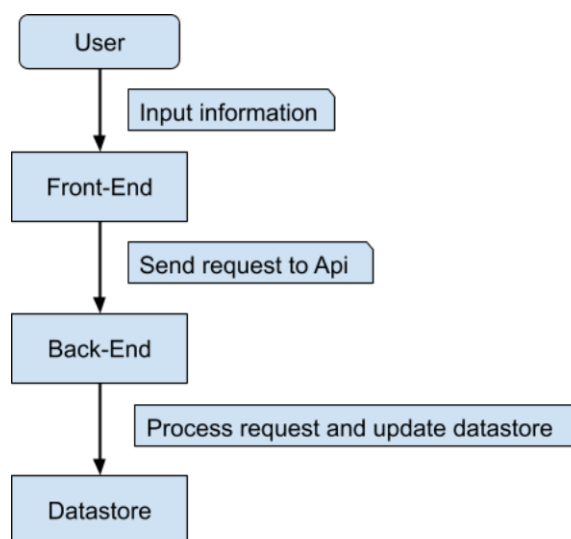 User
Input information
Front-End
Send request to Api
Back-End
Process request and update datastore
Datastore